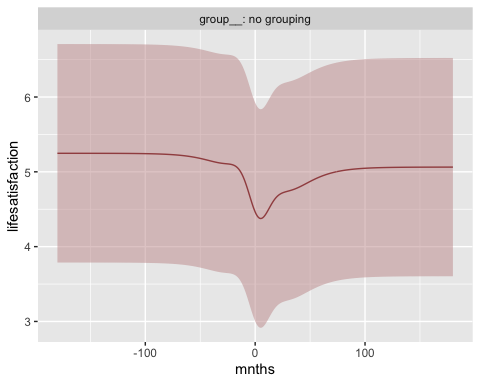 group__: no grouping
lifesatisfaction
6
5
4
3
-100
0
100
mnths